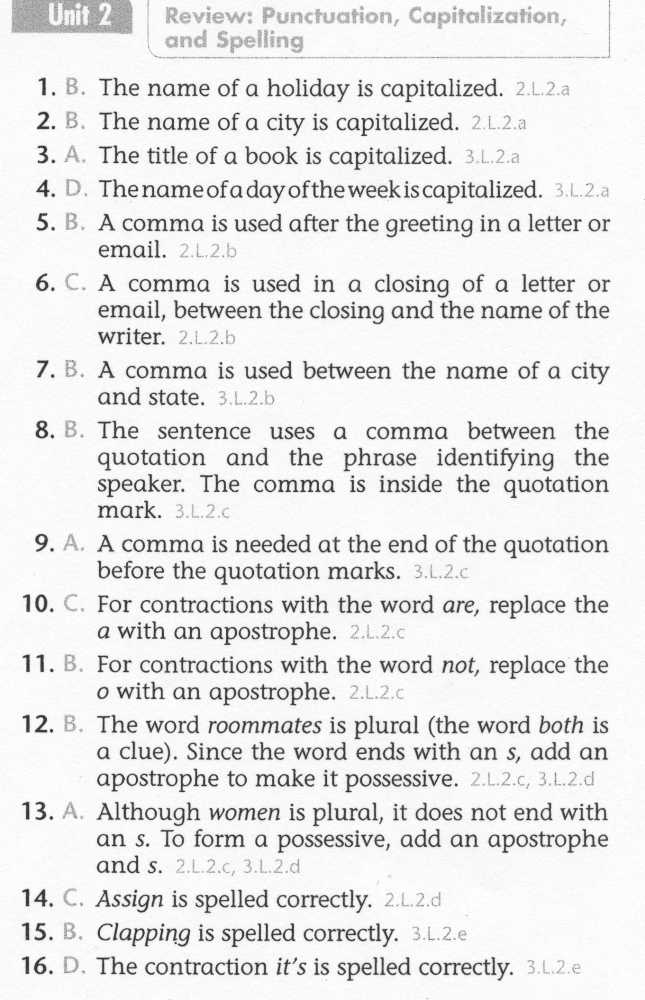 Unit 2
Review: Punctuation, Capitalization,
and Spelling
1. B. The name of a holiday is capitalized. 2.L.2.a
2. B. The name of a city is capitalized. 2.L.2.a
3. A. The title of a book is capitalized. 3.L.2.a
4. D. The name of a day of the week is capitalized. 3.L.2.a
5. B. A comma is used after the greeting in a letter or
email. 2.L.2.b
6. C. A comma is used in a closing of a letter or
email, between the closing and the name of the
writer. 2.L.2.b
7. B. A comma is used between the name of a city
and state. 3.L.2.b
8. B. The sentence uses a comma between the
quotation and the phrase identifying the
speaker. The comma is inside the quotation
mark. 3.L.2.c
9. A. A comma is needed at the end of the quotation
before the quotation marks. 3.L.2.c
10. C. For contractions with the word are, replace the
a with an apostrophe. 2.L.2.c
11. B. For contractions with the word not, replace the
o with an apostrophe. 2.L.2.c
12. B. The word roommates is plural (the word both is
a clue). Since the word ends with an s, add an
apostrophe to make it possessive. 2.L.2.c, 3.L.2.d
13. A. Although women is plural, it does not end with
an s. To form a possessive, add an apostrophe
and s. 2.L.2.c, 3.L.2.d
14. C. Assign is spelled correctly. 2.L.2.d
15. B. Clapping is spelled correctly. 3.L.2.e
16. D. The contraction it's is spelled correctly. 3.L.2.e